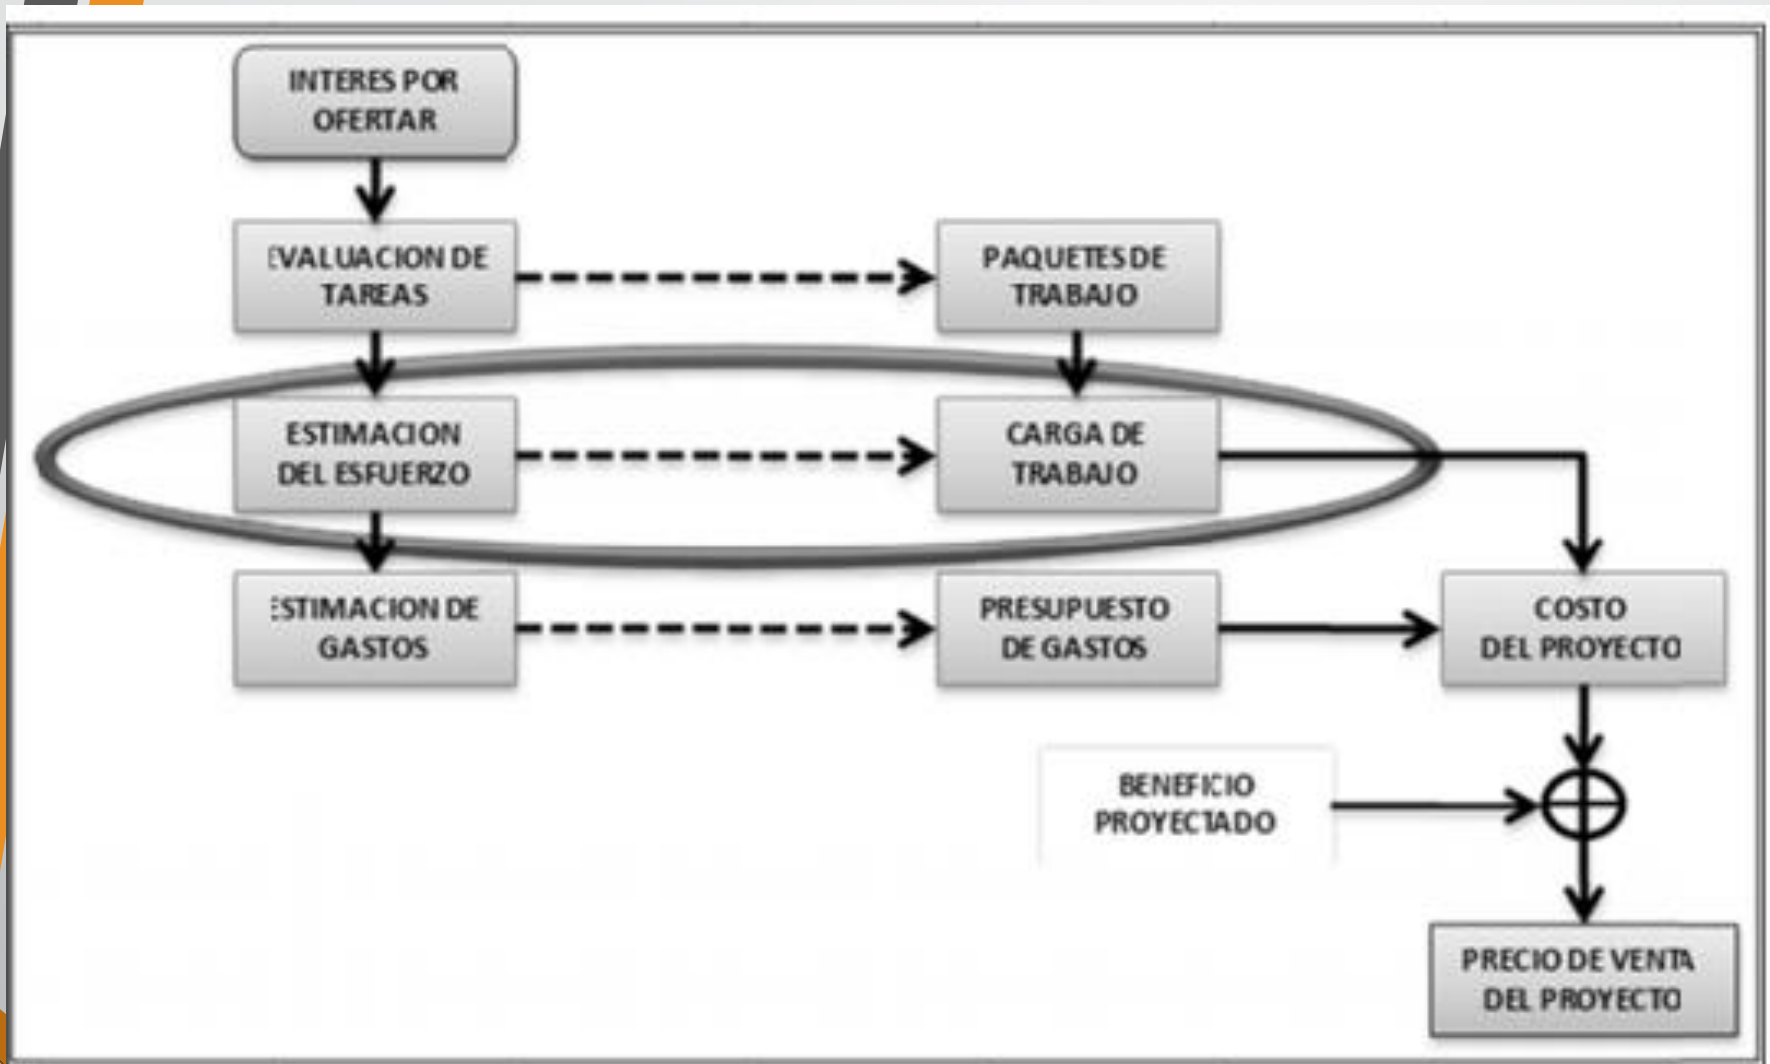 INTERES POR
OFERTAR
EVALUACION DE
TAREAS
PAQUETES DE
TRABAJO
ESTIMACION
DEL ESFUERZO
CARGA DE
TRABAJO
ESTIMACION DE
GASTOS
PRESUPUESTO
DE GASTOS
COSTO
DEL PROYECTO
BENEFICIO
PROYECTADO
PRECIO DE VENTA
DEL PROYECTO